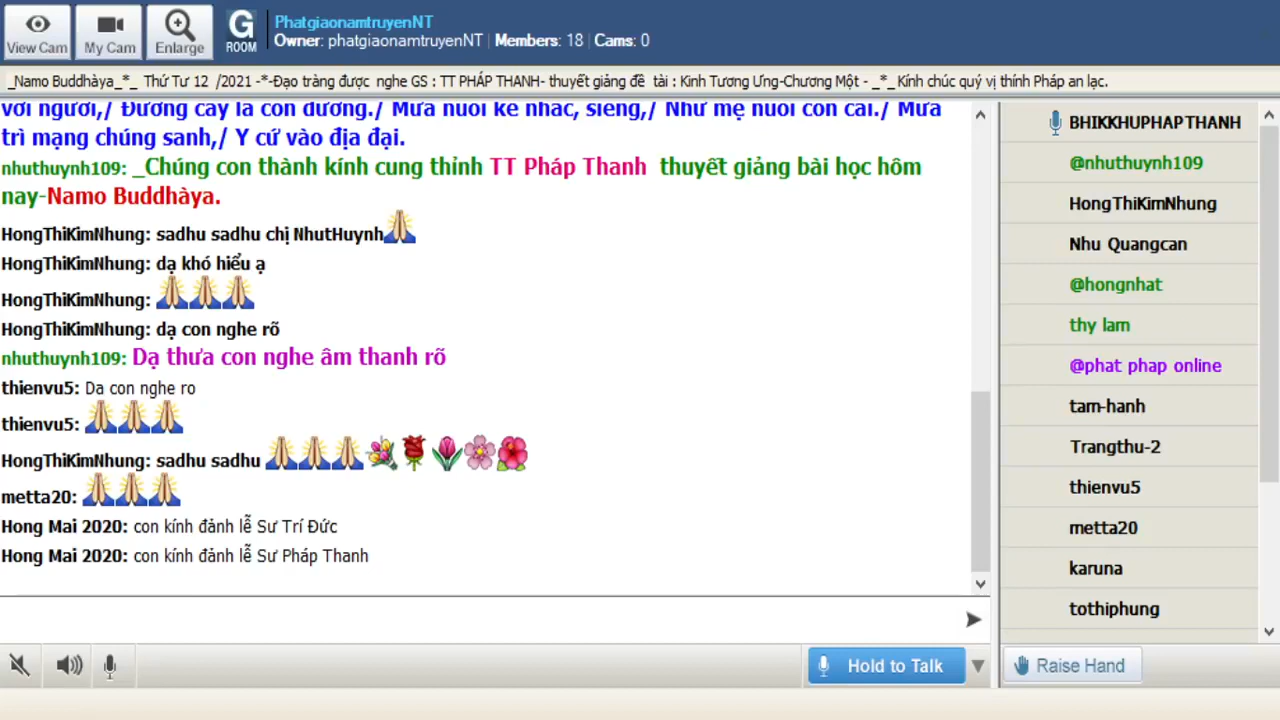 View Cam
My Cam
Enlarge
G
ROOM
PhatgiaonamtruyenNT
Owner: phatgiaonamtruyenNT | Members: 18 | Cams: 0
_Namo Buddhàya_*_ Thứ Tư 12 /2021 -*-Đạo tràng được nghe GS : TT PHÁP THANH- thuyết giảng đề tài : Kinh Tương Ưng-Chương Một - _*_ Kính chúc quý vị thính Pháp an lạc.
với người,/ Đường cây là con đường./ Mưa nuôi kẻ nhác, siêng,/ Như mẹ nuôi con cái./ Mưa
trì mạng chúng sanh,/ Y cứ vào địa đại.
nhuthuynh109: _Chúng con thành kính cung thỉnh TT Pháp Thanh thuyết giảng bài học hôm
nay-Namo Buddhàya.
HongThiKimNhung: sadhu sadhu chị NhutHuynh
HongThiKimNhung: dạ khó hiểu ạ
HongThiKimNhung:
HongThiKimNhung: dạ con nghe rõ
nhuthuynh109: Dạ thưa con nghe âm thanh rõ
thienvu5: Da con nghe ro
thienvu5:
HongThiKimNhung: sadhu sadhu
metta20:
Hong Mai 2020: con kính đảnh lễ Sư Trí Đức
Hong Mai 2020: con kính đảnh lễ Sư Pháp Thanh
Hold to Talk
BHIKKHUPHAPTHANH
@nhuthuynh109
HongThiKimNhung
Nhu Quangcan
@hongnhat
thy lam
@phat phap online
tam-hanh
Trangthu-2
thienvu5
metta20
karuna
tothiphung
Raise Hand